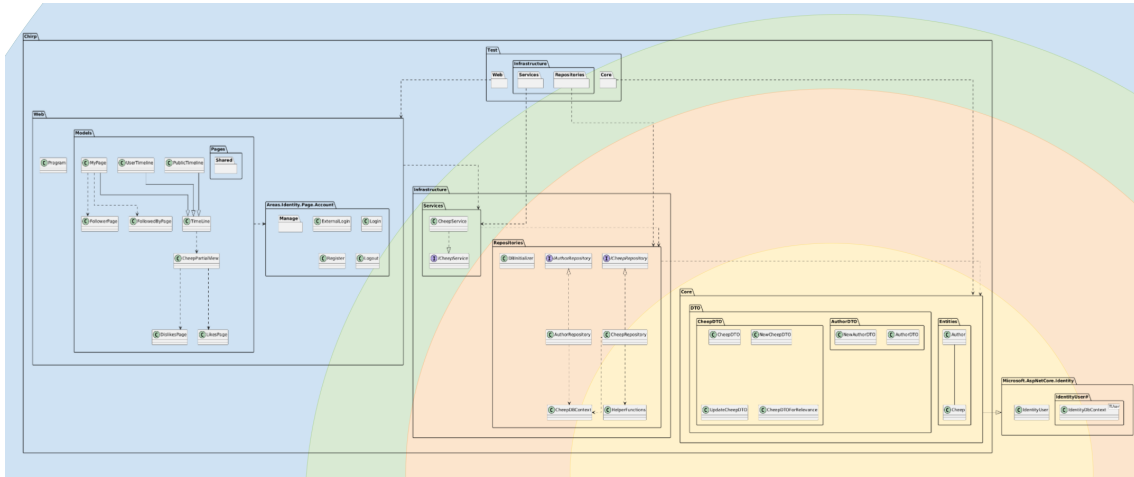 Chirp
Test
Infrastructure
Web
Services
Repositories
Core
Web
Models
Pages
Shared
C Program
C MyPage
C UserTimeline
C PublicTimeline
C FollowerPage
C FollowedByPage
C TimeLine
C CheepPartialView
C DislikesPage
C LikesPage
Areas.Identity.Page.Account
Manage
C ExternalLogin
C Login
C Register
C Logout
Infrastructure
Services
C CheepService
I ICheepService
Repositories
C DBInitializer
I IAuthorRepository
I ICheepRepository
C AuthorRepository
C CheepRepository
C CheepDBContext
C HelperFunctions
Core
DTO
CheepDTO
C CheepDTO
C NewCheepDTO
C UpdateCheepDTO
C CheepDTOForRelevance
AuthorDTO
C NewAuthorDTO
C AuthorDTO
Entities
C Author
C Cheep
Microsoft.AspNetCore.Identity
C IdentityUser
C IdentityDbContext